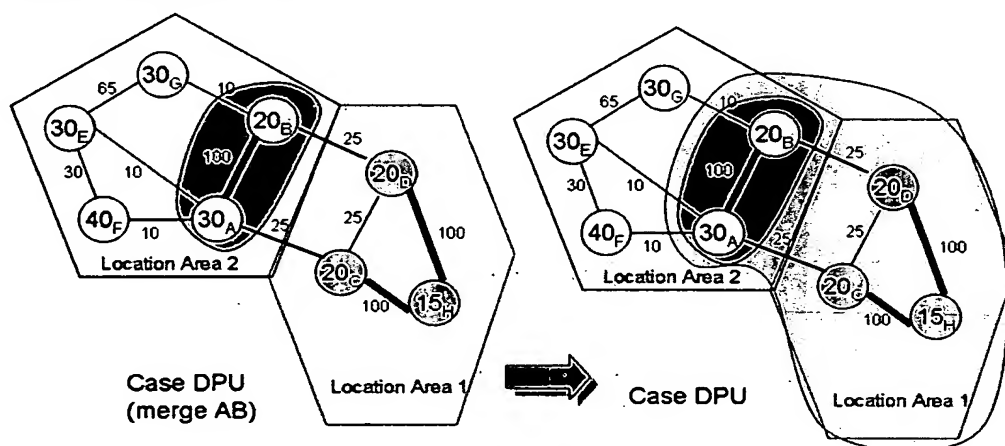 30G
65
10
30E
20B
100
25
30
10
20D
40F
30A
25
25
10
100
Location Area 2
20C
15H
100
Case DPU
(merge AB)
Location Area 1
30G
65
10
30E
20B
100
25
30
10
20D
40F
30A
25
25
10
100
Location Area 2
20C
15H
100
Case DPU
Location Area 1